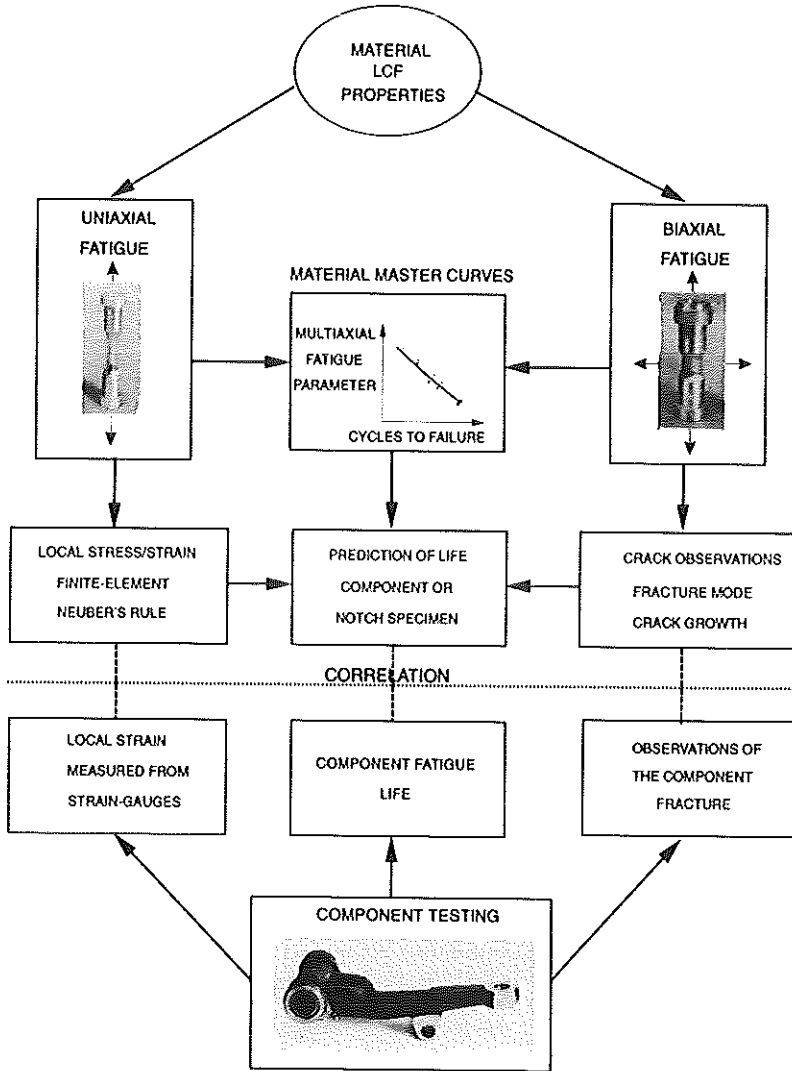 MATERIAL
LCF
PROPERTIES
UNIAXIAL
FATIGUE
BIAXIAL
FATIGUE
MATERIAL MASTER CURVES
MULTIAXIAL
FATIGUE
PARAMETER
CYCLES TO FAILURE
LOCAL STRESS/STRAIN
FINITE-ELEMENT
NEUBER'S RULE
PREDICTION OF LIFE
COMPONENT OR
NOTCH SPECIMEN
CRACK OBSERVATIONS
FRACTURE MODE
CRACK GROWTH
CORRELATION
LOCAL STRAIN
MEASURED FROM
STRAIN-GAUGES
COMPONENT FATIGUE
LIFE
OBSERVATIONS OF
THE COMPONENT
FRACTURE
COMPONENT TESTING